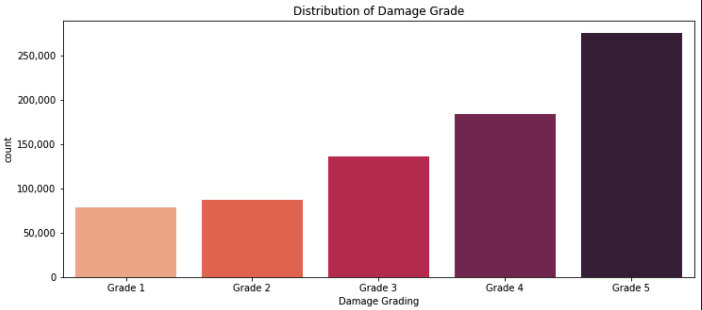 Distribution of Damage Grade
count
250,000
200,000
150,000
100,000
50,000
0
Grade 1 Grade 2 Grade 3 Grade 4 Grade 5
Damage Grading